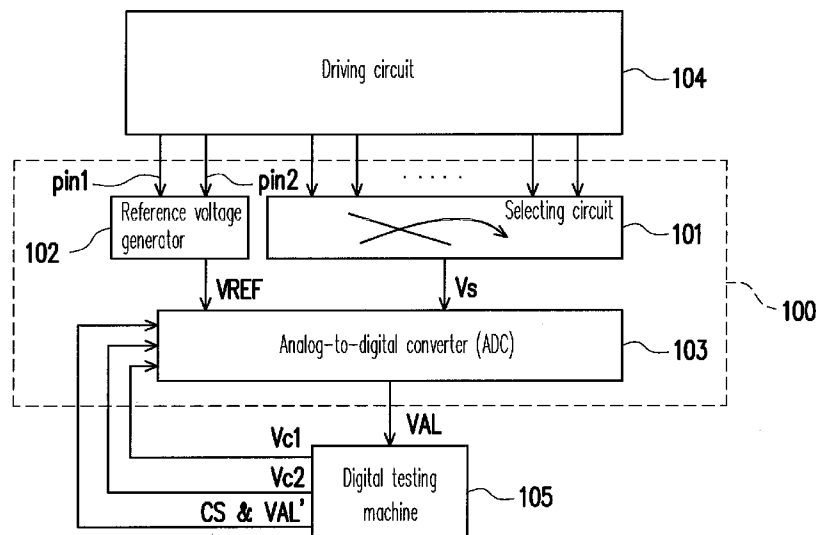 Driving circuit
104
pin1
pin2
.....
Reference voltage
generator
102
Selecting circuit
101
VREF
Vs
100
Analog-to-digital converter (ADC)
103
VAL
Vc1
Vc2
CS & VAL'
Digital testing
machine
105